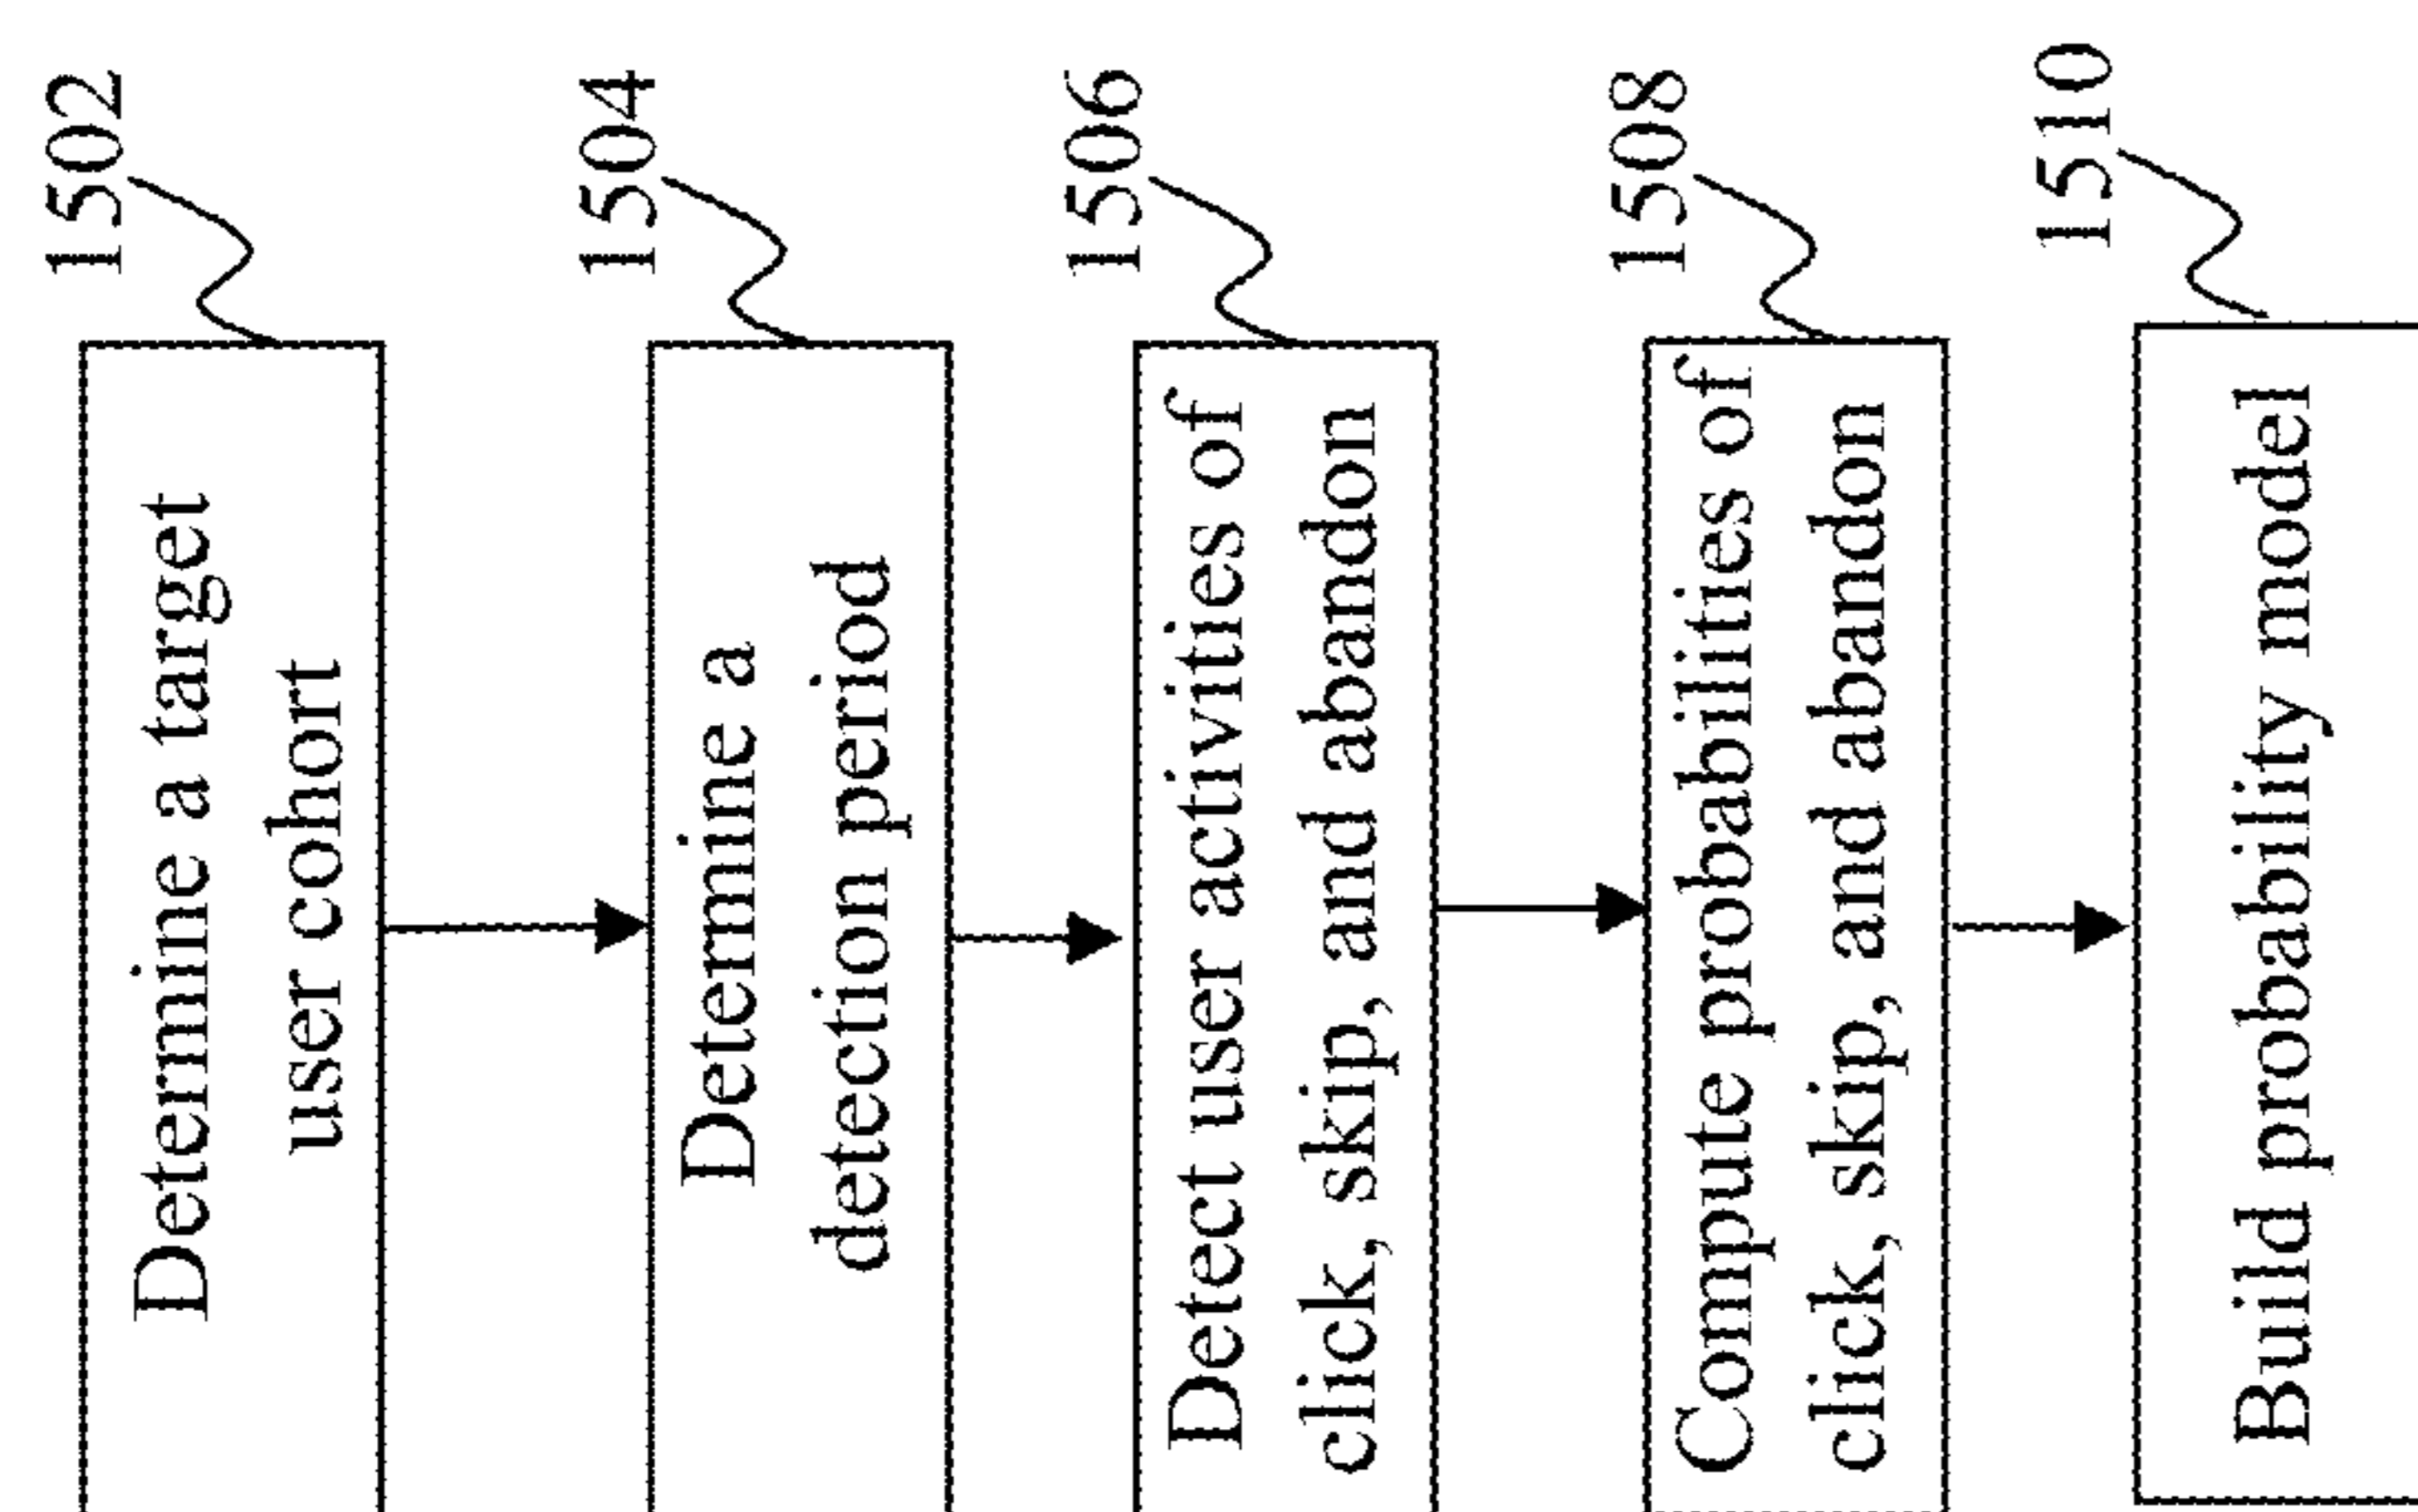 1502
Determine a target
user cohort
1504
Determine a
detection period
1506
Detect user activities of
click, skip, and abandon
1508
Compute probabilities of
click, skip, and abandon
1510
Build probability model